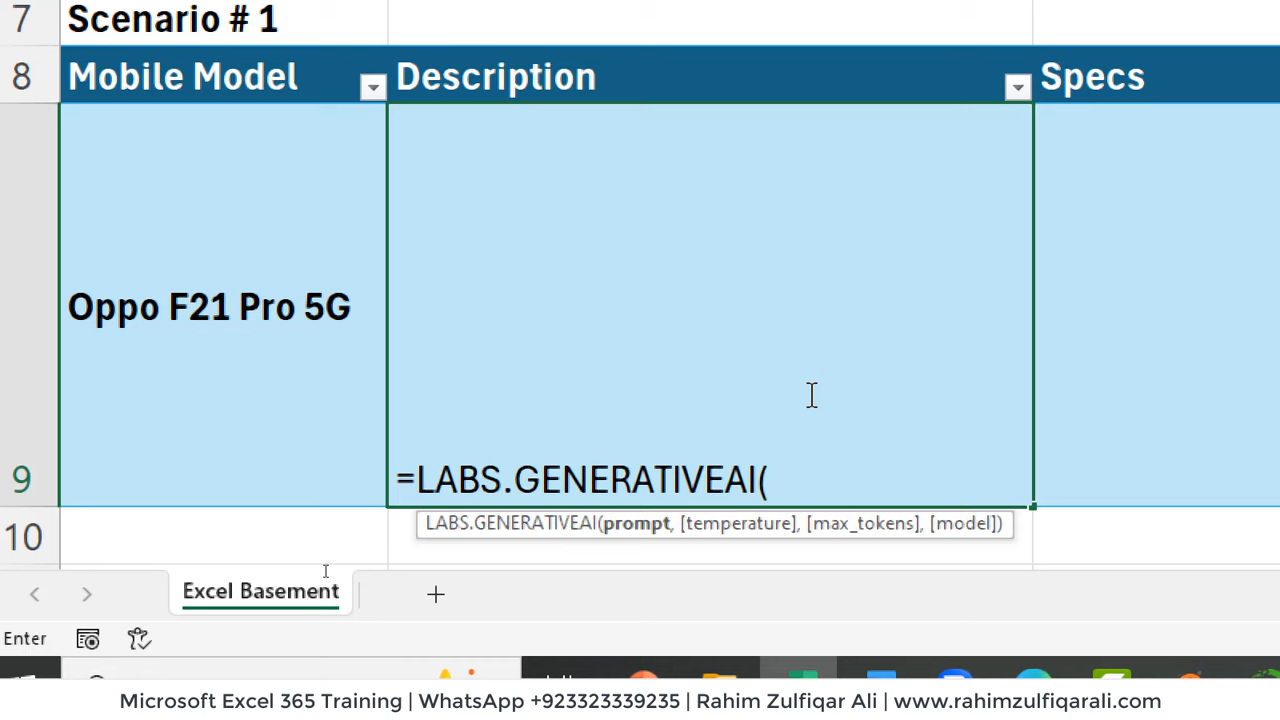 7 Scenario # 1
8 Mobile Model Description Specs
Oppo F21 Pro 5G
9 =LABS.GENERATIVEAI(
LABS.GENERATIVEAI(prompt, [temperature], [max_tokens], [model])
10
Excel Basement
Enter
Microsoft Excel 365 Training | WhatsApp +923323339235 | Rahim Zulfiqar Ali | www.rahimzulfiqarali.com